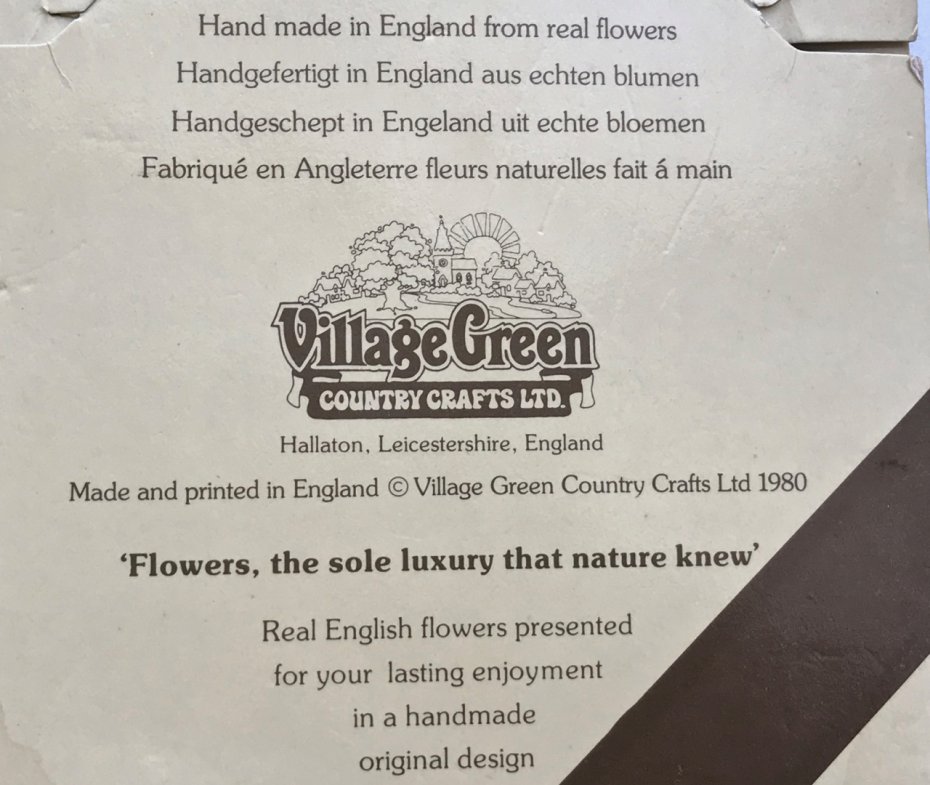 Hand made in England from real flowers
Handgefertigt in England aus echten blumen
Handgeschept in Engeland uit echte bloemen
Fabriqué en Angleterre fleurs naturelles fait á main
Village Green
COUNTRY CRAFTS LTD.
Hallaton, Leicestershire, England
Made and printed in England © Village Green Country Crafts Ltd 1980
‘Flowers, the sole luxury that nature knew’
Real English flowers presented
for your lasting enjoyment
in a handmade
original design